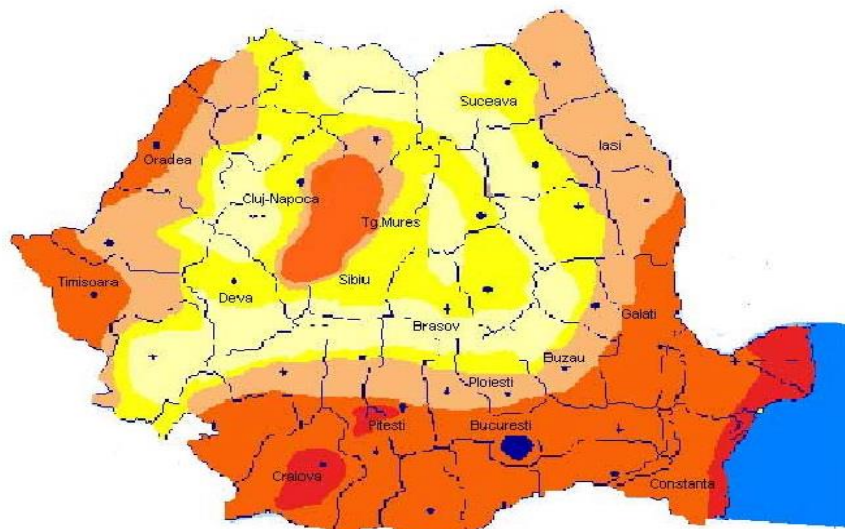 Suceava
Iasi
Oradea
Cluj-Napoca
Tg.Mures
Timisoara
Sibiu
Deva
Galati
Brasov
Buzau
Ploiesti
Pitesti
Bucuresti
Craiova
Constanta